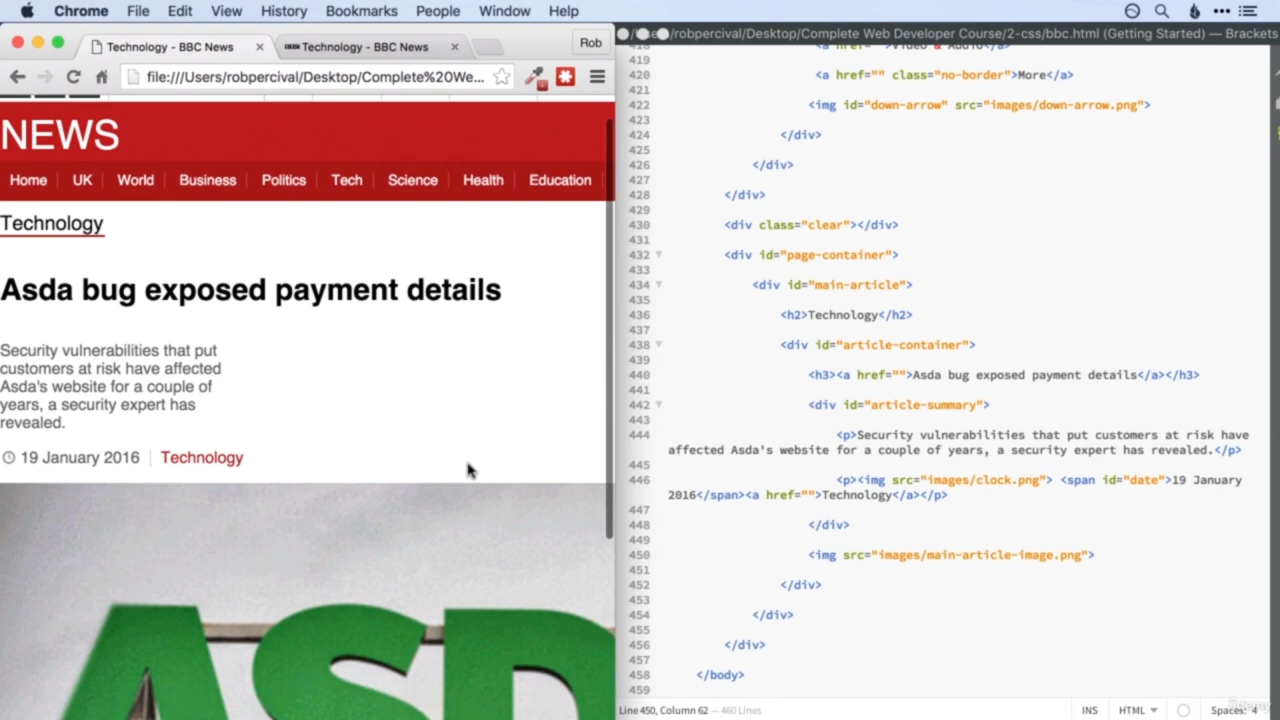 Chrome File Edit View History Bookmarks People Window Help
Technology - BBC News × Technology - BBC News × Rob
/Users/robpercival/Desktop/Complete Web Developer Course/2-css/bbc.html (Getting Started) — Brackets
file:///Users/robpercival/Desktop/Complete%20We...
NEWS
Home UK World Business Politics Tech Science Health Education
Technology
Asda bug exposed payment details
Security vulnerabilities that put
customers at risk have affected
Asda's website for a couple of
years, a security expert has
revealed.
19 January 2016 Technology
ASD
418 <a href="">Video & Audio</a>
419
420 <a href="" class="no-border">More</a>
421
422 <img id="down-arrow" src="images/down-arrow.png">
423
424 </div>
425
426 </div>
427
428 </div>
429
430 <div class="clear"></div>
431
432 <div id="page-container">
433
434 <div id="main-article">
435
436 <h2>Technology</h2>
437
438 <div id="article-container">
439
440 <h3><a href="">Asda bug exposed payment details</a></h3>
441
442 <div id="article-summary">
443
444 <p>Security vulnerabilities that put customers at risk have
affected Asda's website for a couple of years, a security expert has revealed.</p>
445
446 <p><img src="images/clock.png"> <span id="date">19 January
2016</span><a href="">Technology</a></p>
447
448 </div>
449
450 <img src="images/main-article-image.png">
451
452 </div>
453
454 </div>
455
456 </div>
457
458 </body>
459
Line 450, Column 62 — 460 Lines INS HTML Spaces: 4
Udemy